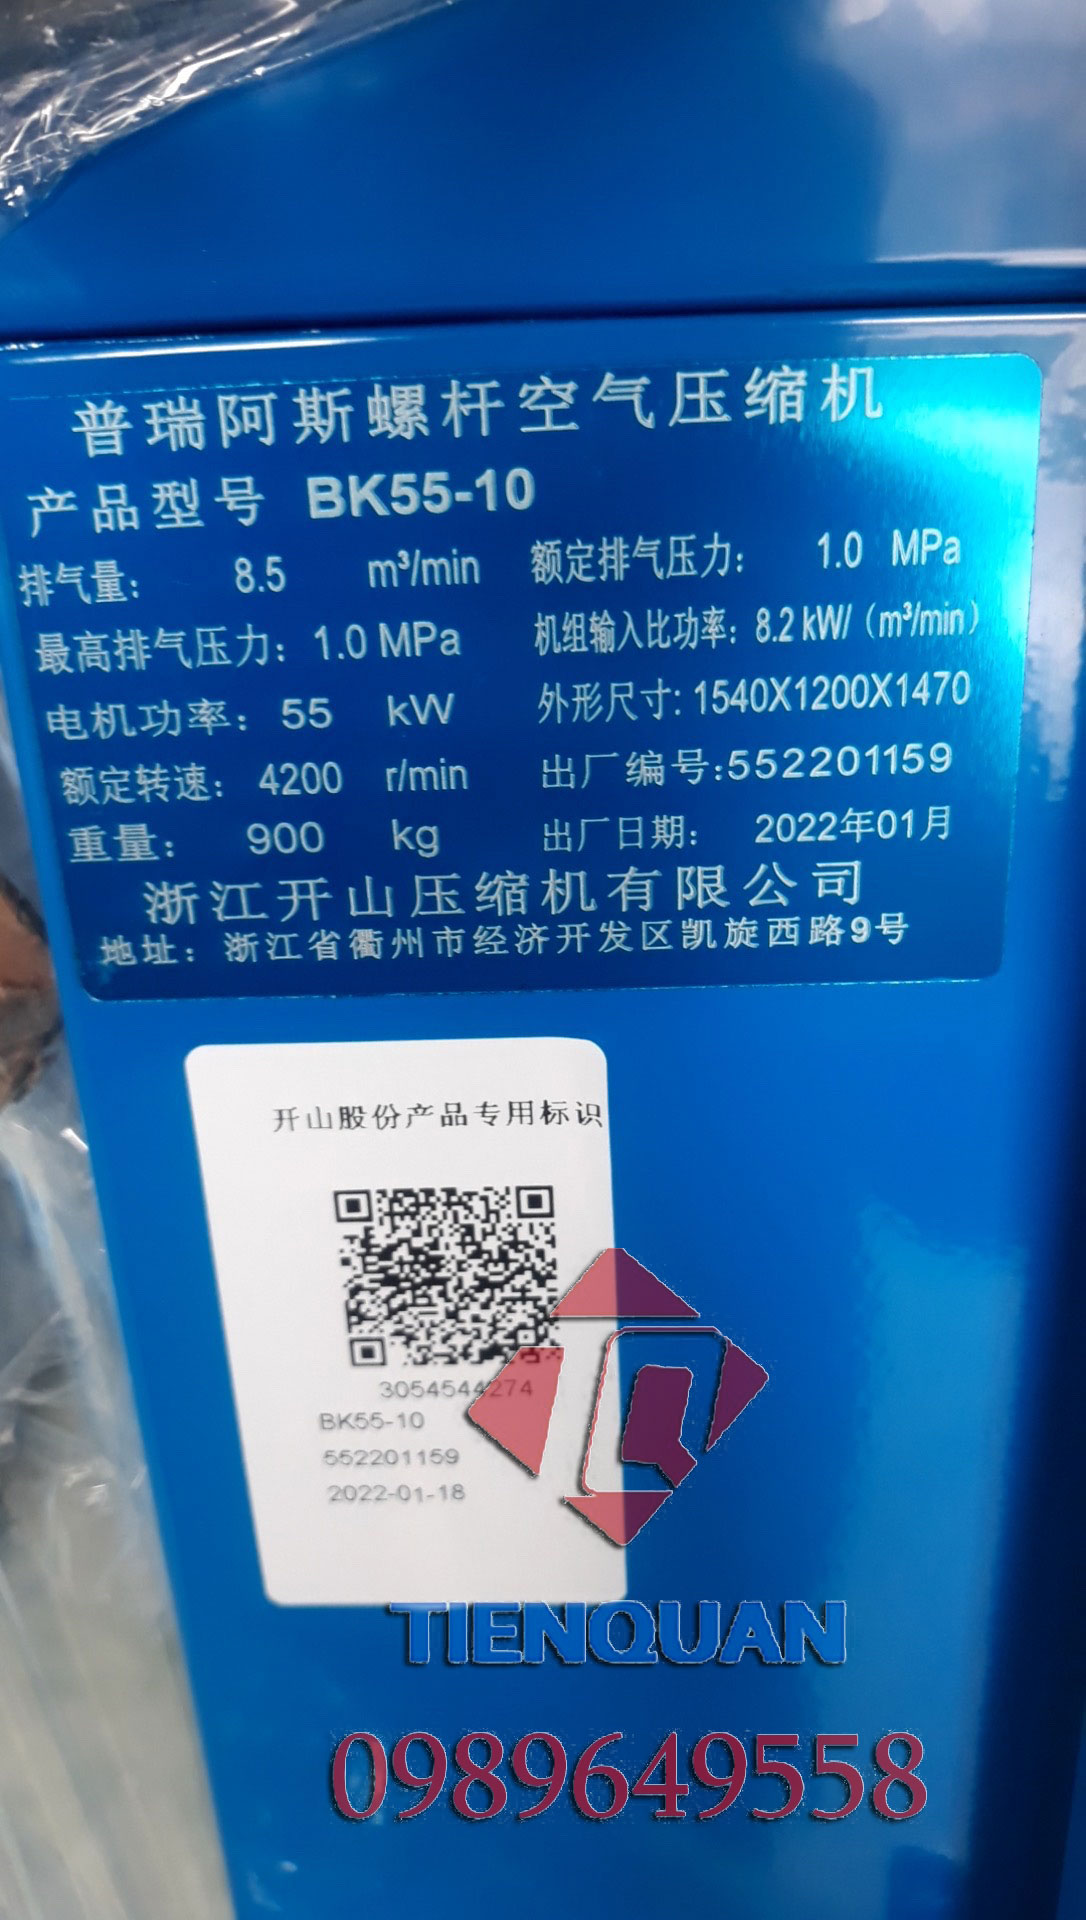 普瑞阿斯螺杆空气压缩机
产品型号 BK55-10
排气量: 8.5 m³/min 额定排气压力: 1.0 MPa
最高排气压力: 1.0 MPa 机组输入比功率: 8.2 kW/（m³/min）
电机功率: 55 kW 外形尺寸: 1540X1200X1470
额定转速: 4200 r/min 出厂编号:552201159
重量: 900 kg 出厂日期: 2022年01月
浙江开山压缩机有限公司
地址: 浙江省衢州市经济开发区凯旋西路9号
开山股份产品专用标识
3054544274
BK55-10
552201159
2022-01-18
TIENQUAN
0989649558